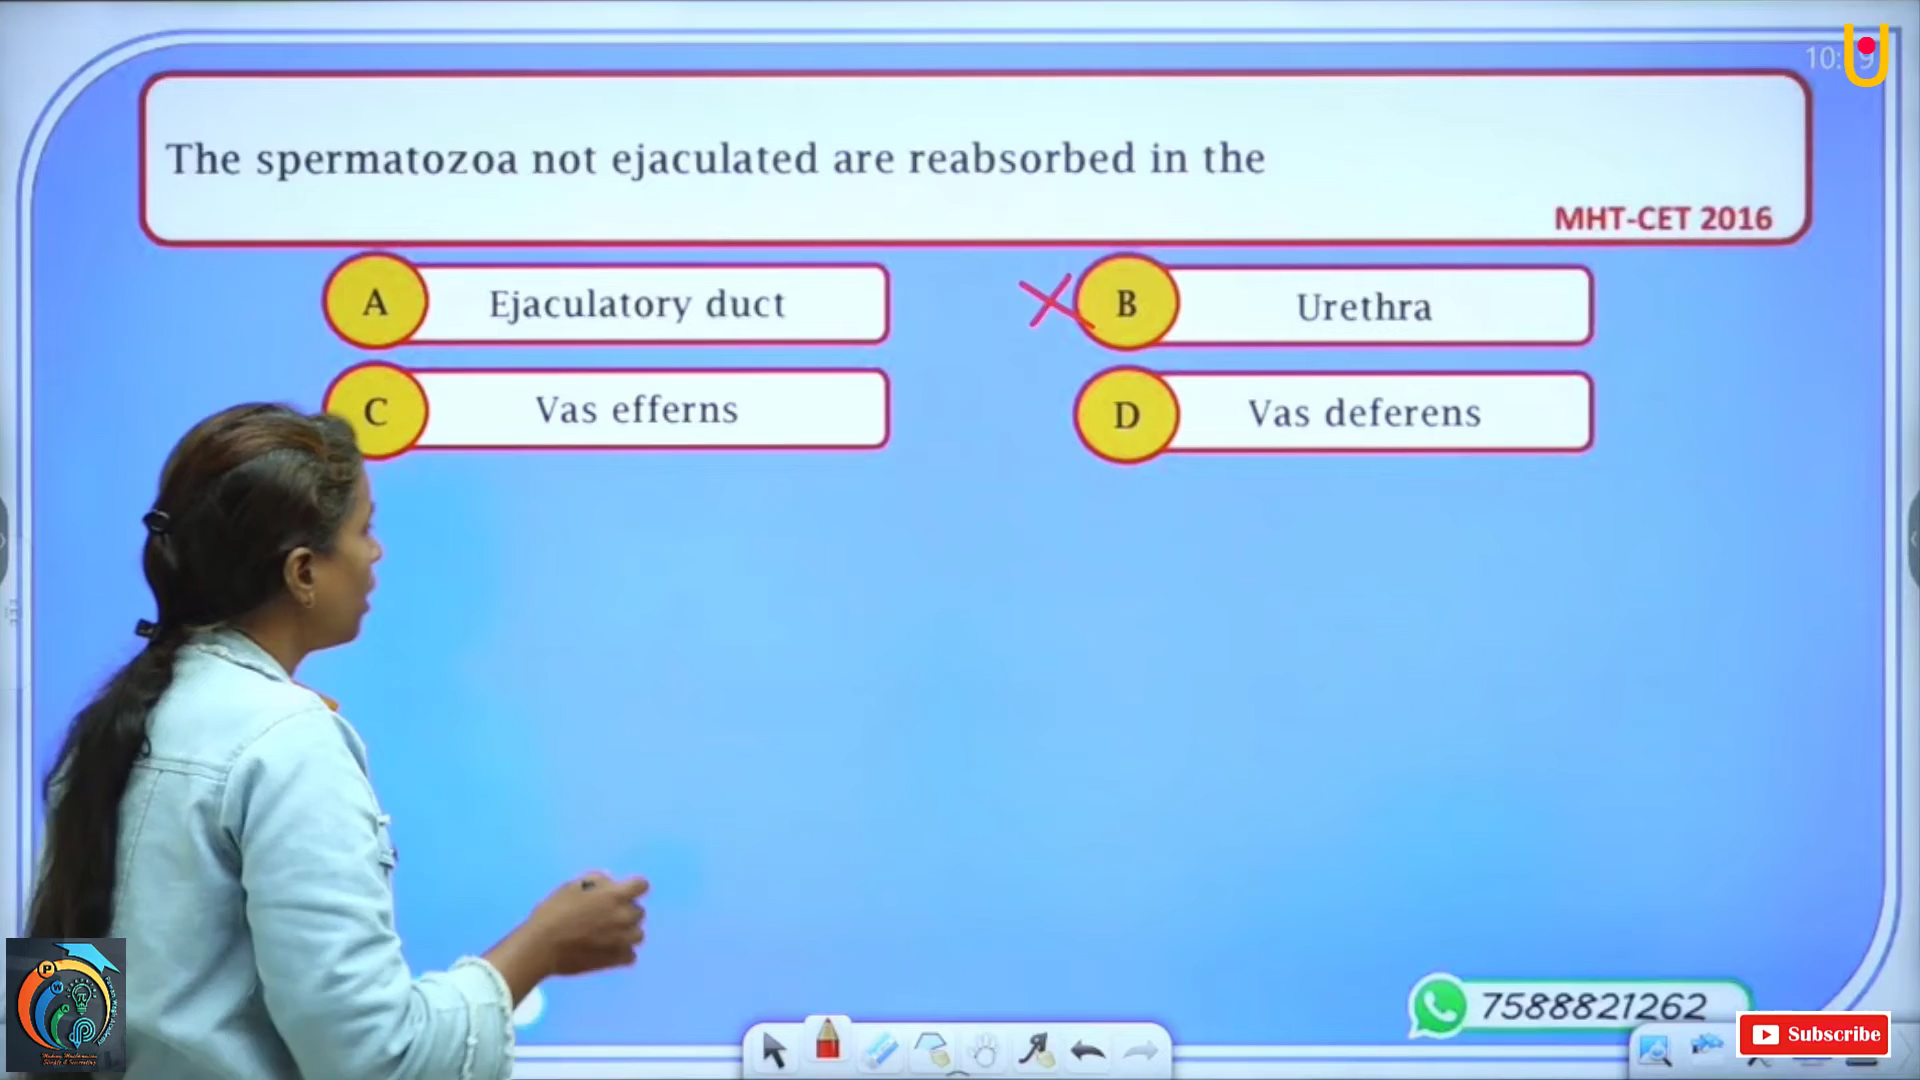 The spermatozoa not ejaculated are reabsorbed in the
MHT-CET 2016
A Ejaculatory duct
B Urethra
C Vas efferns
D Vas deferens
7588821262
Subscribe